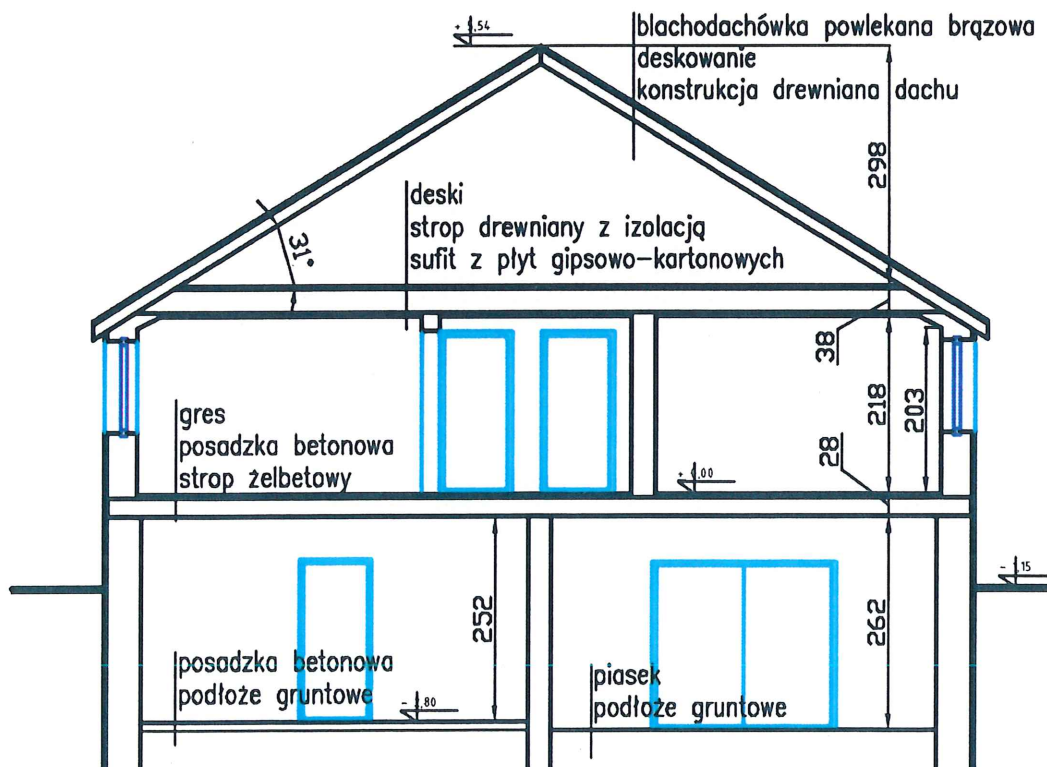 + 5,54
blachodachówka powlekana brązowa
deskowanie
konstrukcja drewniana dachu
298
deski
strop drewniany z izolacją
sufit z płyt gipsowo-kartonowych
31°
38
218
203
gres
posadzka betonowa
strop żelbetowy
28
+ 0,00
- 1,15
252
262
posadzka betonowa
podłoże gruntowe
- 2,80
piasek
podłoże gruntowe